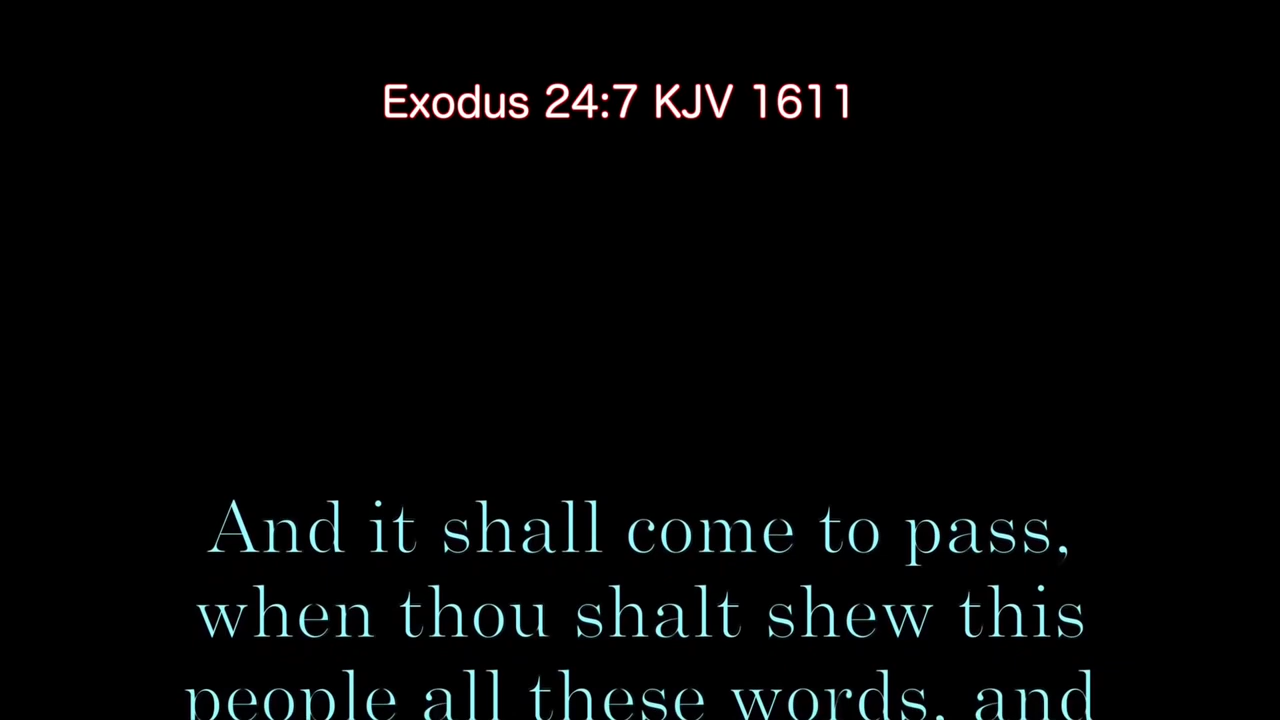 Exodus 24:7 KJV 1611
And it shall come to pass,
when thou shalt shew this
people all these words, and